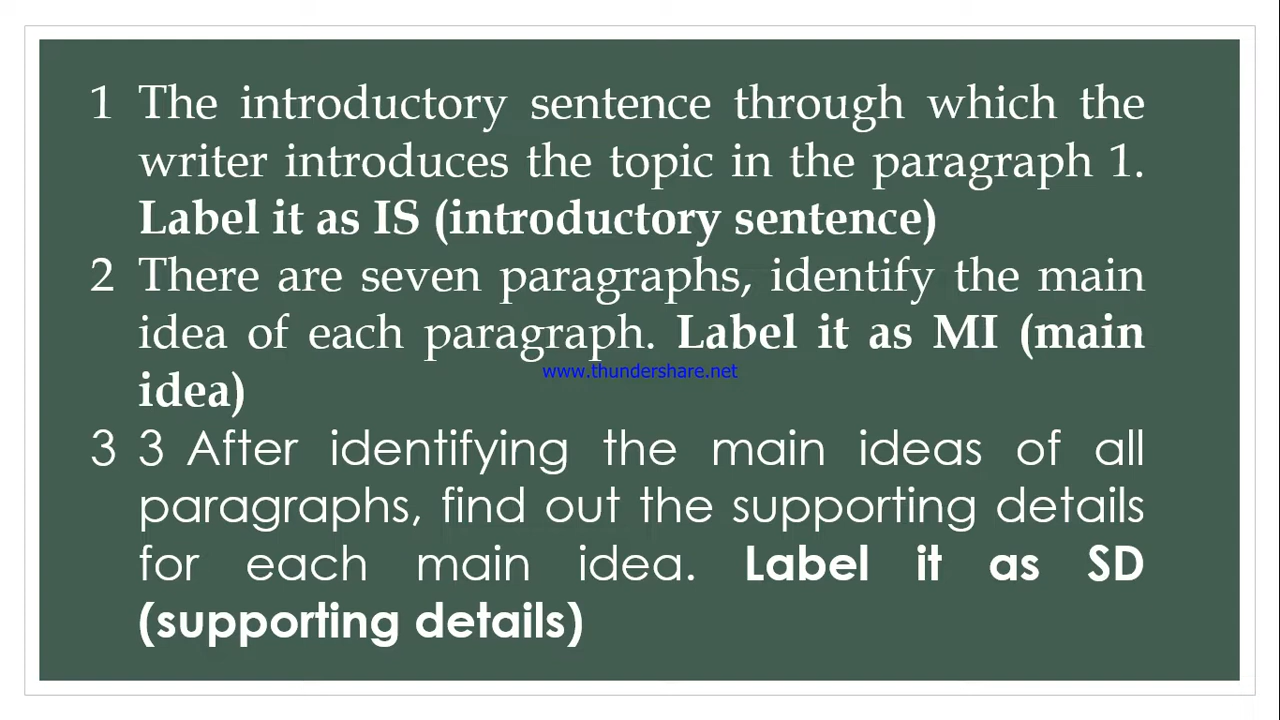 1 The introductory sentence through which the
writer introduces the topic in the paragraph 1.
Label it as IS (introductory sentence)
2 There are seven paragraphs, identify the main
idea of each paragraph. Label it as MI (main
www.thundershare.net
idea)
3 3 After identifying the main ideas of all
paragraphs, find out the supporting details
for each main idea. Label it as SD
(supporting details)